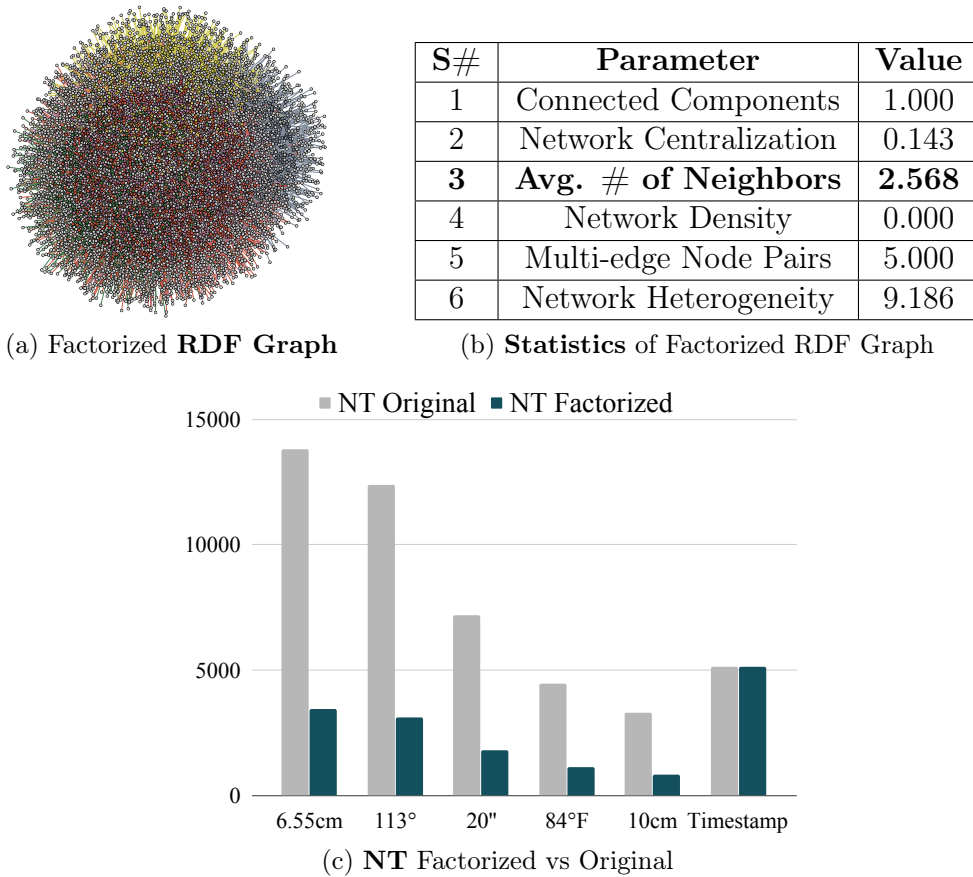 S# Parameter Value
1 Connected Components 1.000
2 Network Centralization 0.143
3 Avg. # of Neighbors 2.568
4 Network Density 0.000
5 Multi-edge Node Pairs 5.000
6 Network Heterogeneity 9.186
(a) Factorized RDF Graph
(b) Statistics of Factorized RDF Graph
NT Original NT Factorized
15000
10000
5000
0
6.55cm 113° 20" 84°F 10cm Timestamp
(c) NT Factorized vs Original